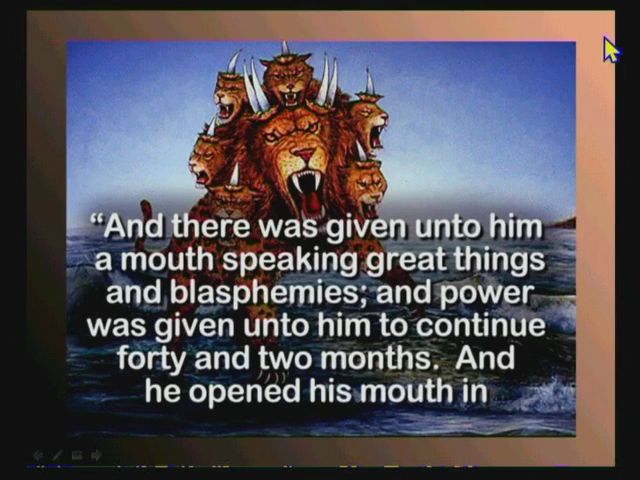 “And there was given unto him
a mouth speaking great things
and blasphemies; and power
was given unto him to continue
forty and two months.  And
he opened his mouth in